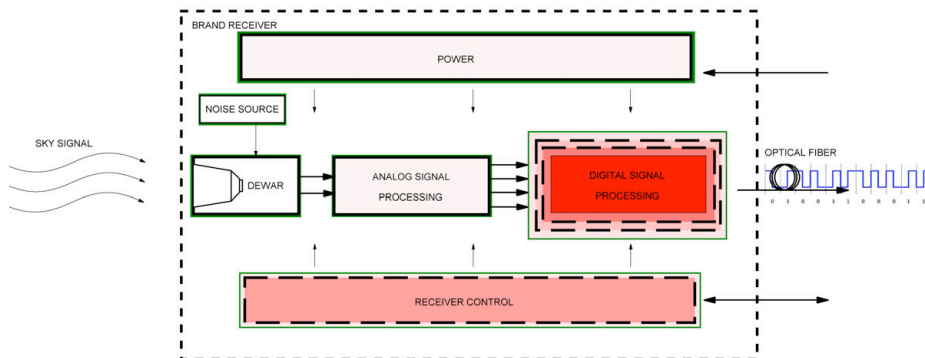 BRAND RECEIVER
POWER
NOISE SOURCE
SKY SIGNAL
DEWAR
ANALOG SIGNAL
PROCESSING
DIGITAL SIGNAL
PROCESSING
OPTICAL FIBER
0 1 0 0 1 1 0 0 0 1 1
RECEIVER CONTROL